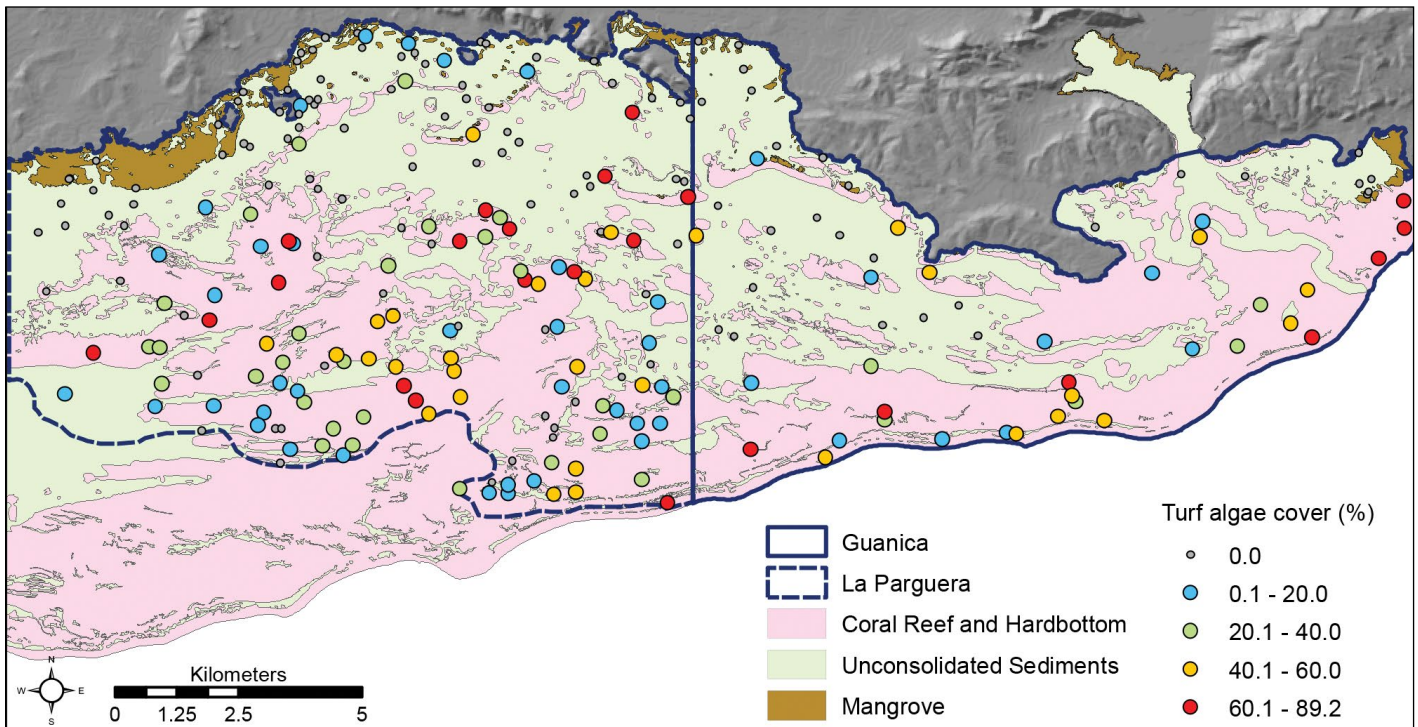 Guanica
La Parguera
Coral Reef and Hardbottom
Unconsolidated Sediments
Mangrove
Turf algae cover (%)
0.0
0.1 - 20.0
20.1 - 40.0
40.1 - 60.0
60.1 - 89.2
N
W E
S
Kilometers
0 1.25 2.5 5